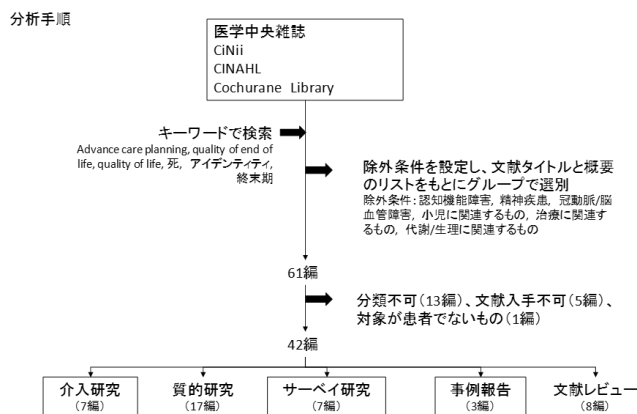 分析手順
医学中央雑誌
CiNii
CINAHL
Cochurane Library
キーワードで検索
Advance care planning, quality of end of
life, quality of life, 死, アイデンティティ,
終末期
除外条件を設定し、文献タイトルと概要
のリストをもとにグループで選別
除外条件：認知機能障害, 精神疾患, 冠動脈/脳
血管障害, 小児に関連するもの, 治療に関連す
るもの, 代謝/生理に関連するもの
61編
分類不可（13編）、文献入手不可（5編）、
対象が患者でないもの（1編）
42編
介入研究
（7編）
質的研究
（17編）
サーベイ研究
（7編）
事例報告
（3編）
文献レビュー
（8編）